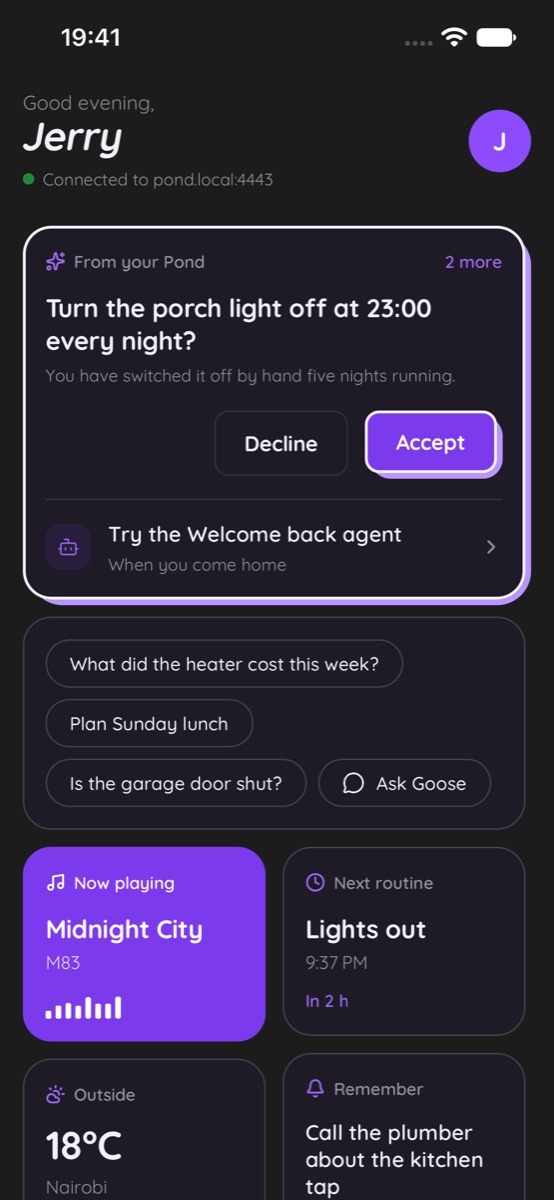 19:41
Good evening,
Jerry
J
Connected to pond.local:4443
From your Pond
2 more
Turn the porch light off at 23:00
every night?
You have switched it off by hand five nights running.
Decline
Accept
Try the Welcome back agent
When you come home
What did the heater cost this week?
Plan Sunday lunch
Is the garage door shut?
Ask Goose
Now playing
Midnight City
M83
Next routine
Lights out
9:37 PM
In 2 h
Outside
18°C
Nairobi
Remember
Call the plumber
about the kitchen
tap